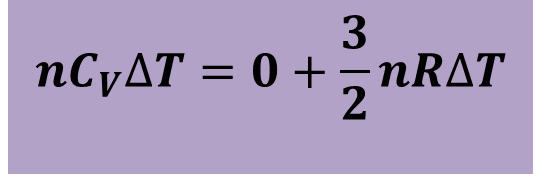 nC_VΔT = 0 + 3/2 nRΔT